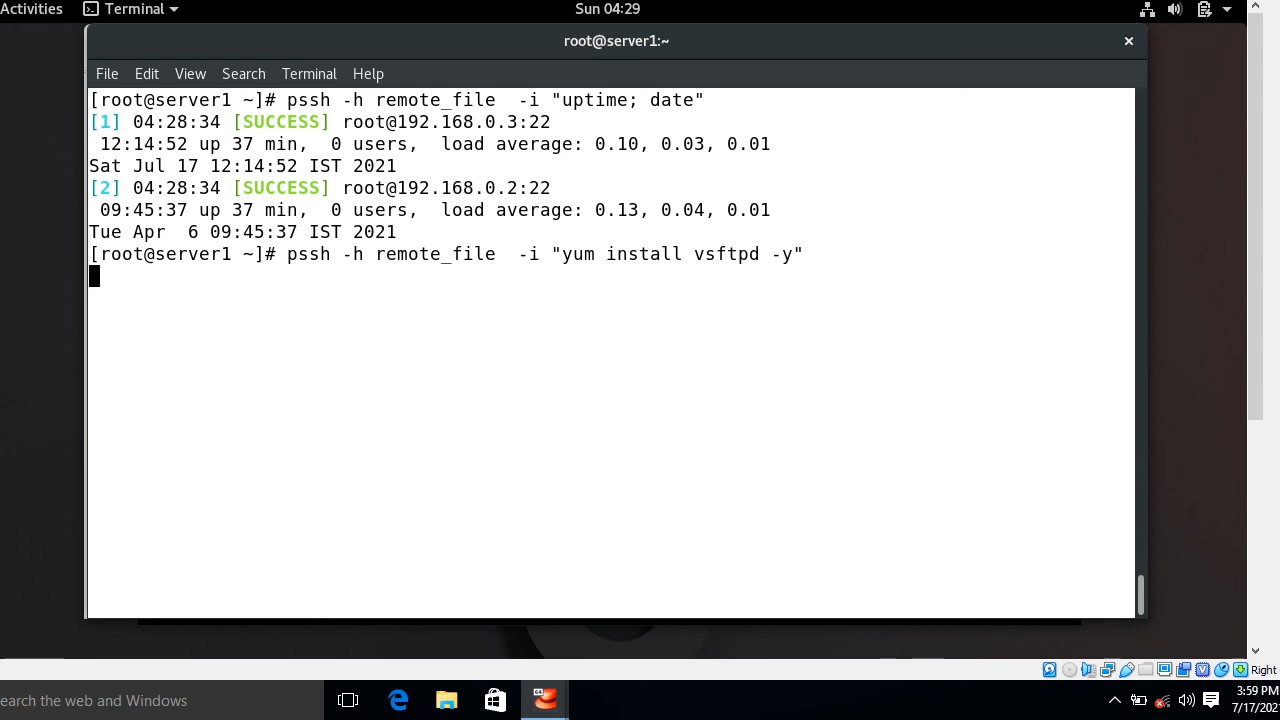 Activities Terminal Sun 04:29
root@server1:~
File Edit View Search Terminal Help
[root@server1 ~]# pssh -h remote_file  -i "uptime; date"
[1] 04:28:34 [SUCCESS] root@192.168.0.3:22
 12:14:52 up 37 min,  0 users,  load average: 0.10, 0.03, 0.01
Sat Jul 17 12:14:52 IST 2021
[2] 04:28:34 [SUCCESS] root@192.168.0.2:22
 09:45:37 up 37 min,  0 users,  load average: 0.13, 0.04, 0.01
Tue Apr  6 09:45:37 IST 2021
[root@server1 ~]# pssh -h remote_file  -i "yum install vsftpd -y"
Right
earch the web and Windows
3:59 PM
7/17/202